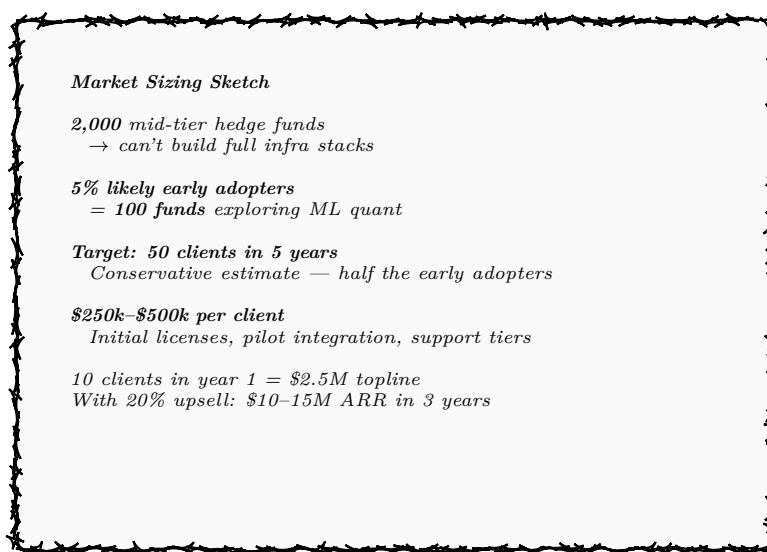 Market Sizing Sketch
2,000 mid-tier hedge funds
→ can't build full infra stacks
5% likely early adopters
= 100 funds exploring ML quant
Target: 50 clients in 5 years
Conservative estimate — half the early adopters
$250k–$500k per client
Initial licenses, pilot integration, support tiers
10 clients in year 1 = $2.5M topline
With 20% upsell: $10–15M ARR in 3 years